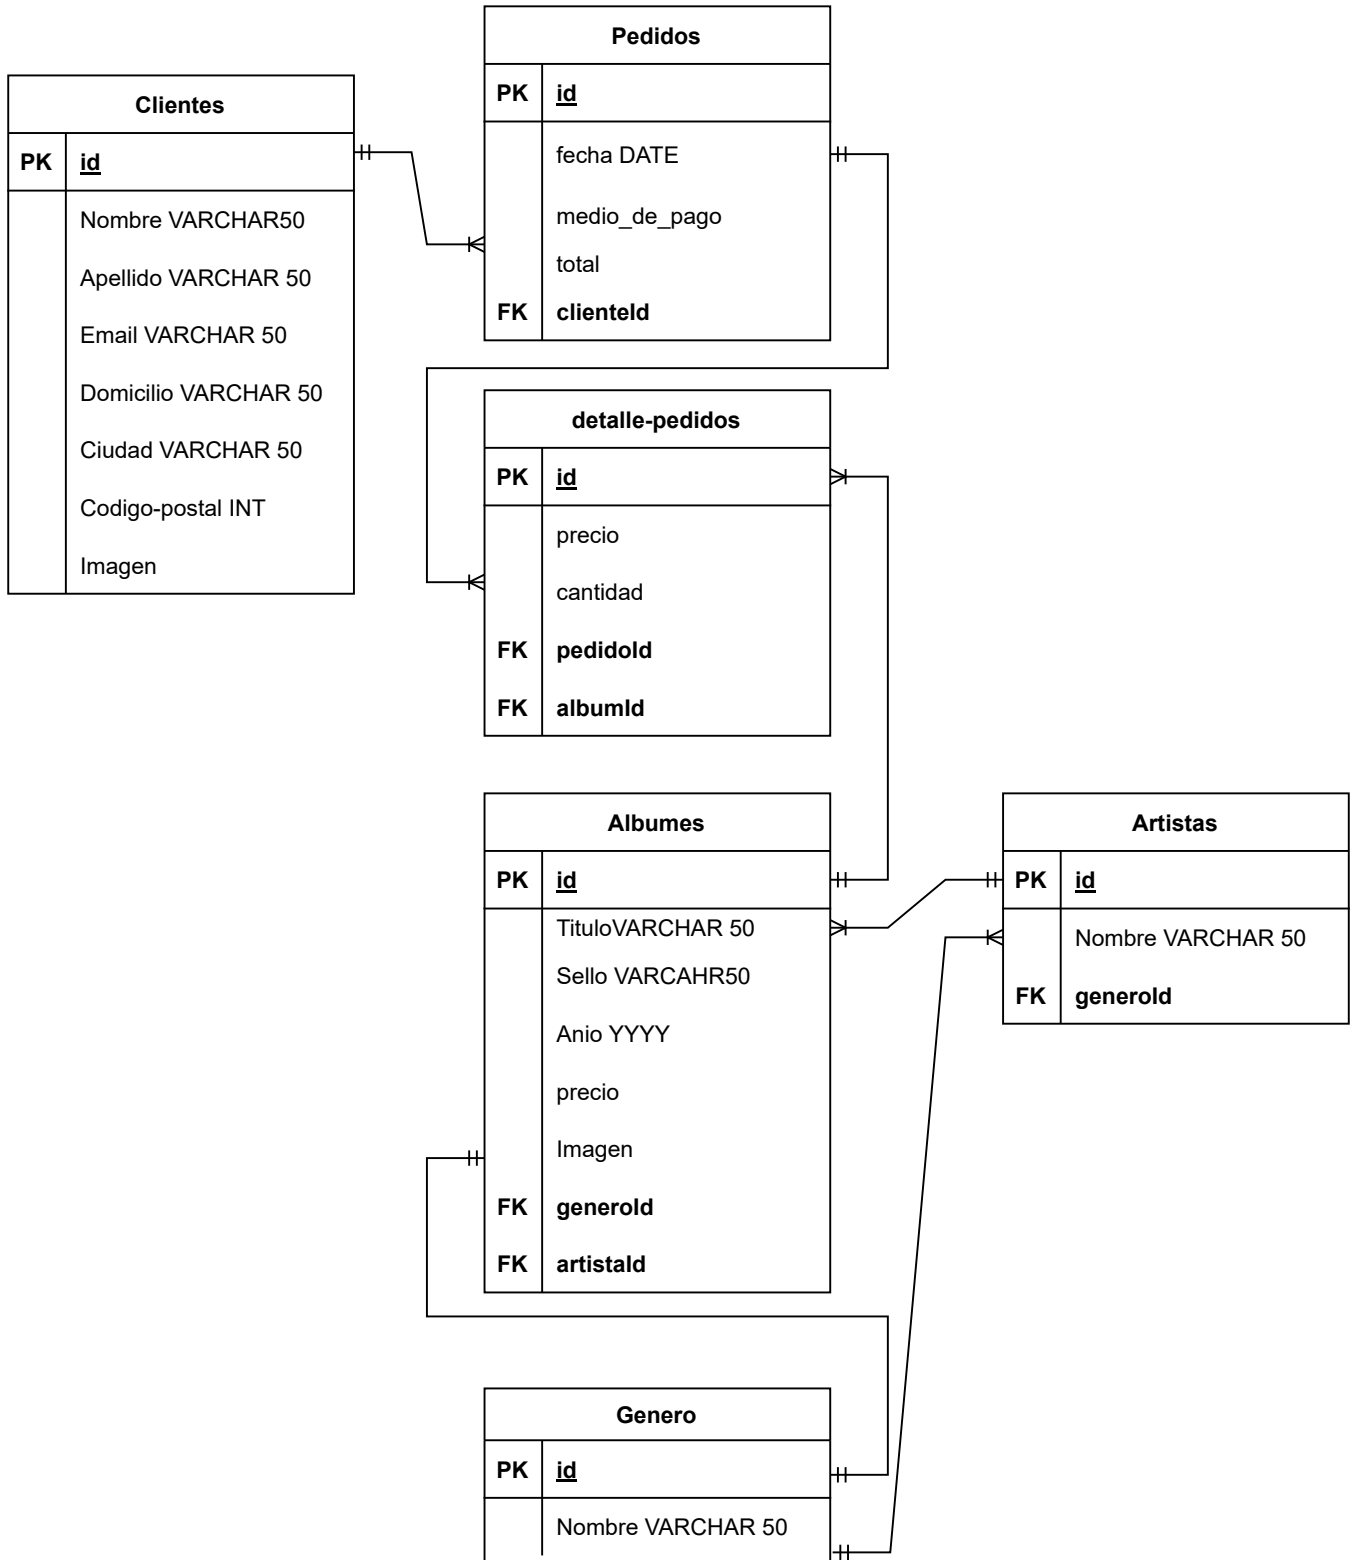 Pedidos
PK id
fecha DATE
medio_de_pago
total
FK clienteId
Clientes
PK id
Nombre VARCHAR50
Apellido VARCHAR 50
Email VARCHAR 50
Domicilio VARCHAR 50
Ciudad VARCHAR 50
Codigo-postal INT
Imagen
detalle-pedidos
PK id
precio
cantidad
FK pedidoId
FK albumId
Albumes
PK id
TituloVARCHAR 50
Sello VARCAHR50
Anio YYYY
precio
Imagen
FK generoId
FK artistaId
Artistas
PK id
Nombre VARCHAR 50
FK generoId
Genero
PK id
Nombre VARCHAR 50